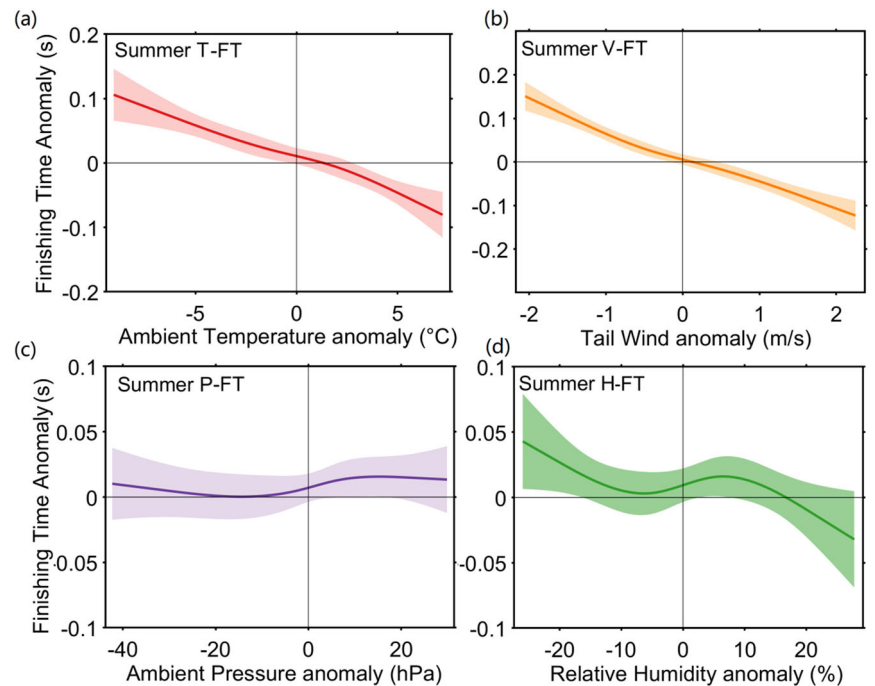 (a)
Summer T-FT
Finishing Time Anomaly (s)
0.2
0.1
0
-0.1
-0.2
-5
0
5
Ambient Temperature anomaly (°C)
(b)
Summer V-FT
0.2
0.1
0
-0.1
-0.2
-2
-1
0
1
2
Tail Wind anomaly (m/s)
(c)
Summer P-FT
Finishing Time Anomaly(s)
0.1
0.05
0
-0.05
-0.1
-40
-20
0
20
Ambient Pressure anomaly (hPa)
(d)
Summer H-FT
0.1
0.05
0
-0.05
-0.1
-20
-10
0
10
20
Relative Humidity anomaly (%)